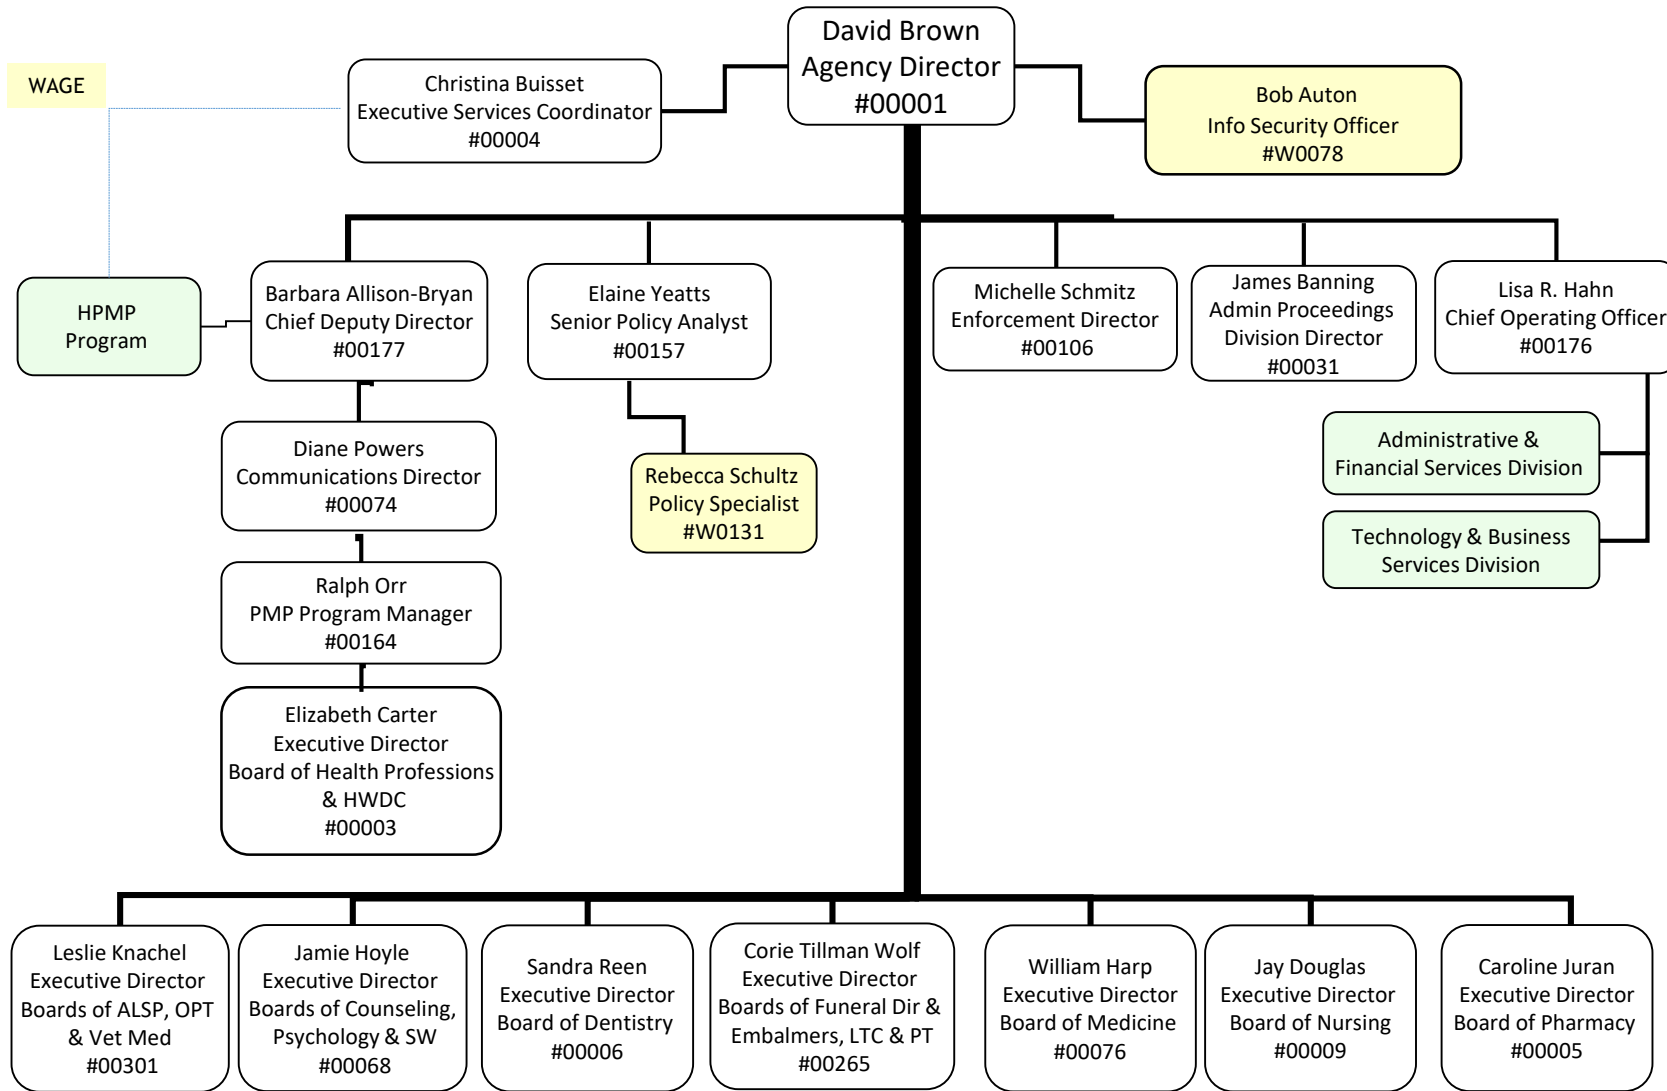 David Brown
Agency Director
#00001
WAGE
Christina Buisset
Executive Services Coordinator
#00004
Bob Auton
Info Security Officer
#W0078
HPMP
Program
Barbara Allison-Bryan
Chief Deputy Director
#00177
Elaine Yeatts
Senior Policy Analyst
#00157
Michelle Schmitz
Enforcement Director
#00106
James Banning
Admin Proceedings
Division Director
#00031
Lisa R. Hahn
Chief Operating Officer
#00176
Diane Powers
Communications Director
#00074
Rebecca Schultz
Policy Specialist
#W0131
Administrative &
Financial Services Division
Technology & Business
Services Division
Ralph Orr
PMP Program Manager
#00164
Elizabeth Carter
Executive Director
Board of Health Professions
& HWDC
#00003
Leslie Knachel
Executive Director
Boards of ALSP, OPT
& Vet Med
#00301
Jamie Hoyle
Executive Director
Boards of Counseling,
Psychology & SW
#00068
Sandra Reen
Executive Director
Board of Dentistry
#00006
Corie Tillman Wolf
Executive Director
Boards of Funeral Dir &
Embalmers, LTC & PT
#00265
William Harp
Executive Director
Board of Medicine
#00076
Jay Douglas
Executive Director
Board of Nursing
#00009
Caroline Juran
Executive Director
Board of Pharmacy
#00005